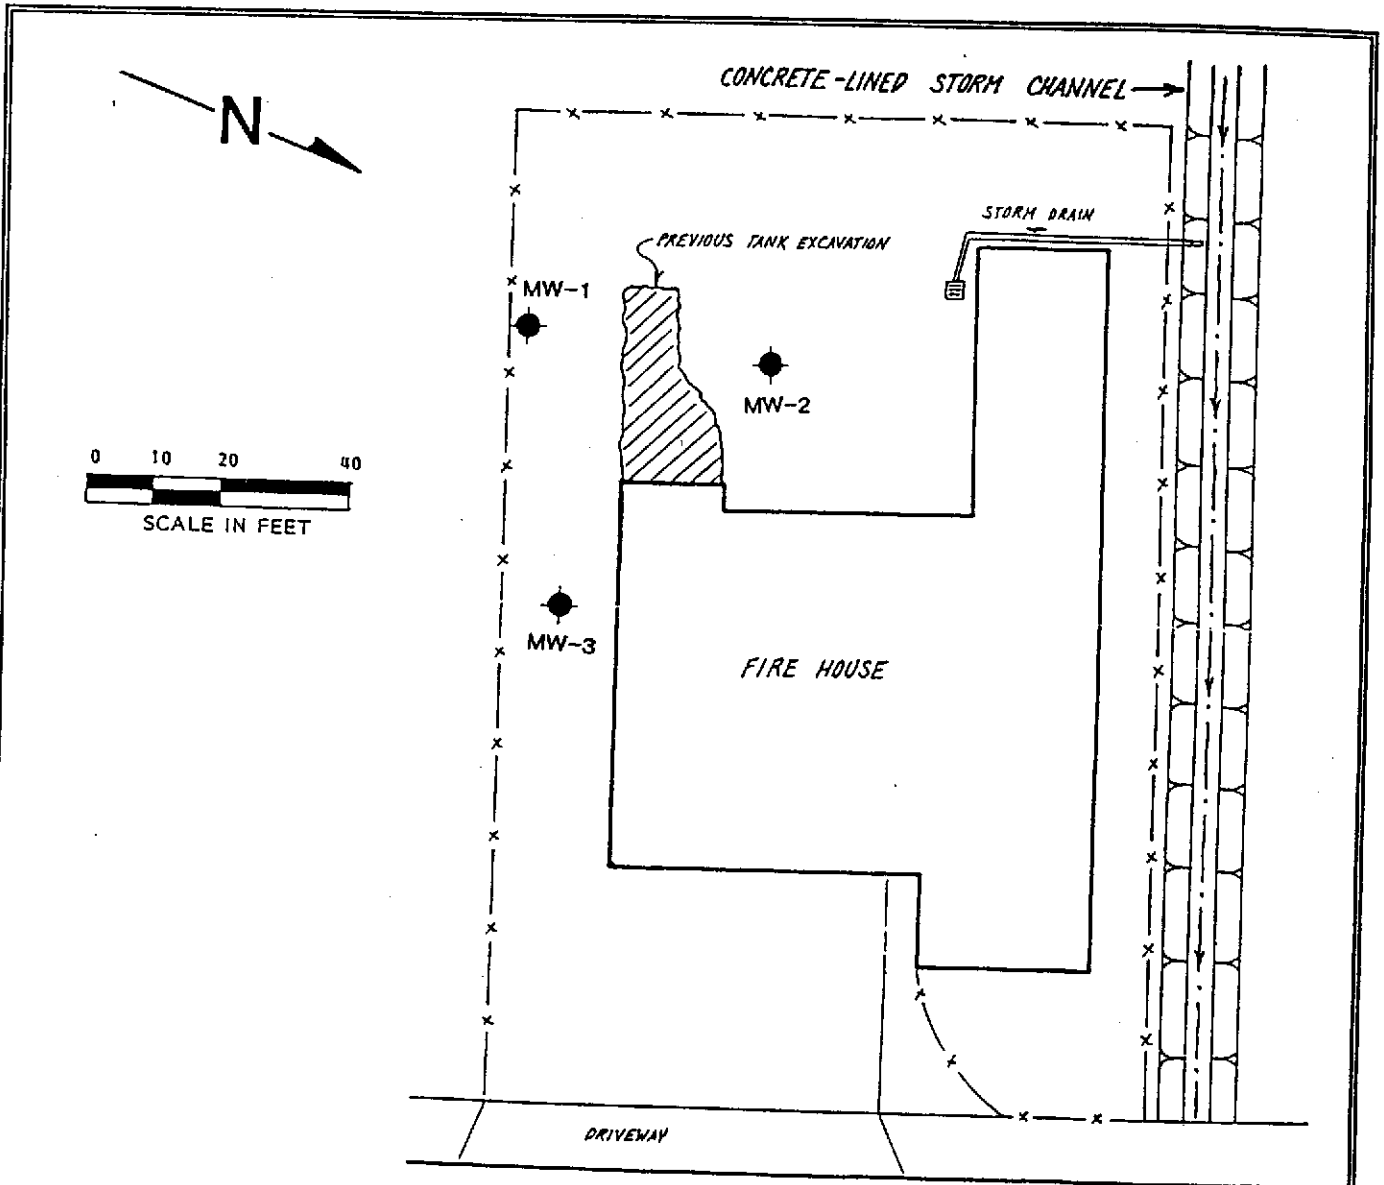 CONCRETE-LINED STORM CHANNEL
N
STORM DRAIN
PREVIOUS TANK EXCAVATION
MW-1
MW-2
0 10 20 40
SCALE IN FEET
MW-3
FIRE HOUSE
DRIVEWAY